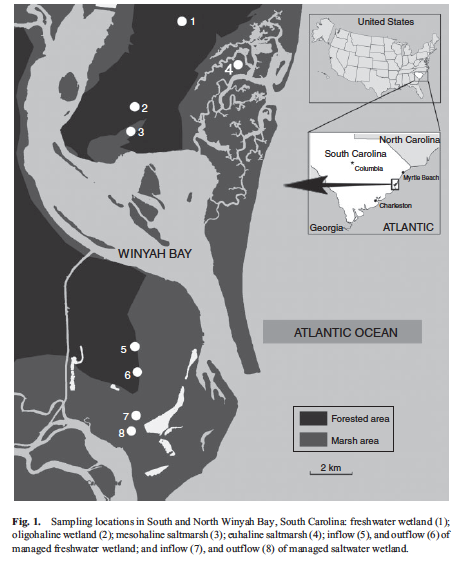 1
United States
4
2
3
North Carolina
South Carolina
Columbia
Myrtle Beach
Charleston
Georgia
ATLANTIC
WINYAH BAY
ATLANTIC OCEAN
5
6
7
8
Forested area
Marsh area
2 km
Fig. 1. Sampling locations in South and North Winyah Bay, South Carolina: freshwater wetland (1);
oligohaline wetland (2); mesohaline saltmarsh (3); euhaline saltmarsh (4); inflow (5), and outflow (6) of
managed freshwater wetland; and inflow (7), and outflow (8) of managed saltwater wetland.